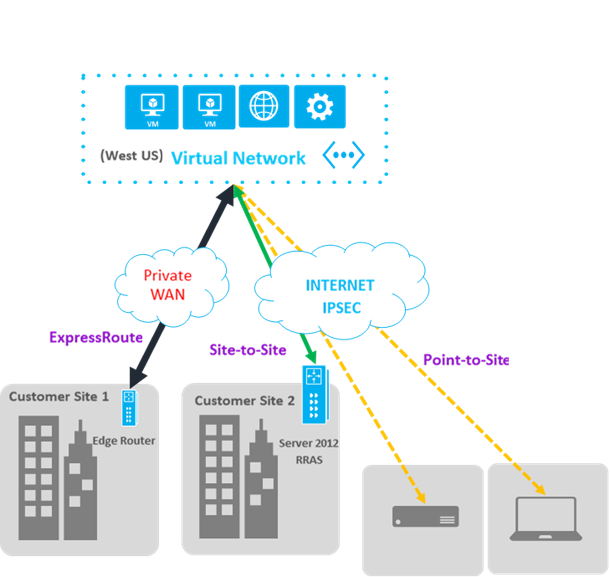 VM
VM
(West US) Virtual Network
Private
WAN
INTERNET
IPSEC
ExpressRoute
Site-to-Site
Point-to-Site
Customer Site 1
Customer Site 2
Edge Router
Server 2012
RRAS